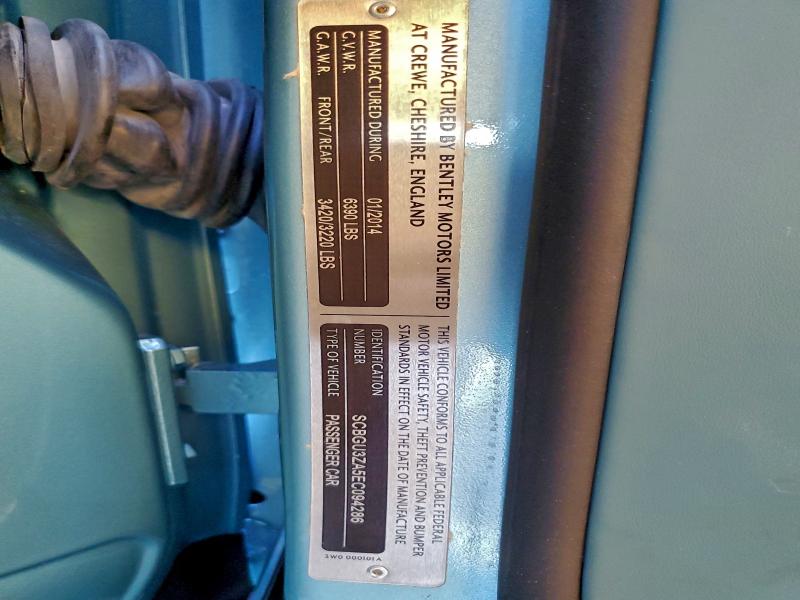 MANUFACTURED BY BENTLEY MOTORS LIMITED
AT CREWE, CHESHIRE, ENGLAND
MANUFACTURED DURING 01/2014
G.V.W.R. 6390 LBS
G.A.W.R. FRONT/REAR 3420/3220 LBS
THIS VEHICLE CONFORMS TO ALL APPLICABLE FEDERAL
MOTOR VEHICLE SAFETY, THEFT PREVENTION AND BUMPER
STANDARDS IN EFFECT ON THE DATE OF MANUFACTURE
IDENTIFICATION
NUMBER SCBGU3ZA5EC094286
TYPE OF VEHICLE PASSENGER CAR
3W0 000101 A